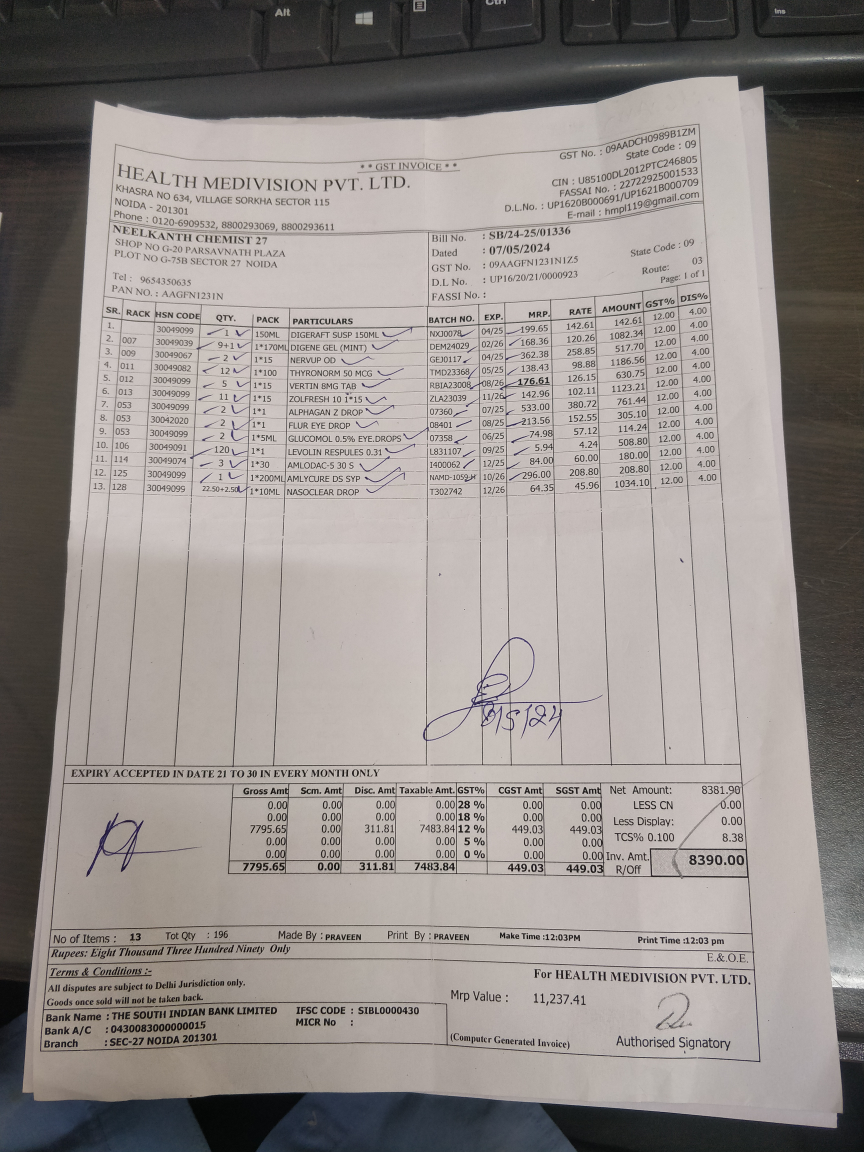 Alt
Ctrl
Ins
* * GST INVOICE * *
HEALTH MEDIVISION PVT. LTD.
KHASRA NO 634, VILLAGE SORKHA SECTOR 115
NOIDA - 201301
Phone : 0120-6909532, 8800293069, 8800293611
GST No. : 09AADCH0989B1ZM
State Code : 09
CIN : U85100DL2012PTC246805
FASSAI No. : 22722925001533
D.L.No. : UP1620B000691/UP1621B000709
E-mail : hmpl119@gmail.com
NEELKANTH CHEMIST 27
SHOP NO G-20 PARSAVNATH PLAZA
PLOT NO G-75B SECTOR 27 NOIDA
Tel : 9654350635
PAN NO. : AAGFN1231N
Bill No. : SB/24-25/01336
Dated : 07/05/2024
GST No. : 09AAGFN1231N1Z5 State Code : 09
D.L No. : UP16/20/21/0000923 Route: 03
FASSI No. : Page: 1 of 1
SR. RACK HSN CODE QTY. PACK PARTICULARS BATCH NO. EXP. MRP. RATE AMOUNT GST% DIS%
1. 30049099 1 150ML DIGERAFT SUSP 150ML NXJ0078 04/25 199.65 142.61 142.61 12.00 4.00
2. 007 30049039 9+1 1*170ML DIGENE GEL (MINT) DEM24029 02/26 168.36 120.26 1082.34 12.00 4.00
3. 009 30049067 2 1*15 NERVUP OD GEJ0117 04/25 362.38 258.85 517.70 12.00 4.00
4. 011 30049082 12 1*100 THYRONORM 50 MCG TMD23368 05/25 138.43 98.88 1186.56 12.00 4.00
5. 012 30049099 5 1*15 VERTIN 8MG TAB RBIA23008 08/26 176.61 126.15 630.75 12.00 4.00
6. 013 30049099 11 1*15 ZOLFRESH 10 1*15 ZLA23039 11/26 142.96 102.11 1123.21 12.00 4.00
7. 053 30049099 2 1*1 ALPHAGAN Z DROP 07360 07/25 533.00 380.72 761.44 12.00 4.00
8. 053 30042020 2 1*1 FLUR EYE DROP 08401 08/25 213.56 152.55 305.10 12.00 4.00
9. 053 30049099 2 1*5ML GLUCOMOL 0.5% EYE.DROPS 07358 06/25 74.98 57.12 114.24 12.00 4.00
10. 106 30049091 120 1*1 LEVOLIN RESPULES 0.31 L831107 09/25 5.94 4.24 508.80 12.00 4.00
11. 114 30049074 3 1*30 AMLODAC-5 30 S I400062 12/25 84.00 60.00 180.00 12.00 4.00
12. 125 30049099 1 1*200ML AMLYCURE DS SYP NAMD-1059 10/26 296.00 208.80 208.80 12.00 4.00
13. 128 30049099 22.50+2.50 1*10ML NASOCLEAR DROP T302742 12/26 64.35 45.96 1034.10 12.00 4.00
EXPIRY ACCEPTED IN DATE 21 TO 30 IN EVERY MONTH ONLY
Gross Amt Scm. Amt Disc. Amt Taxable Amt. GST% CGST Amt SGST Amt
0.00 0.00 0.00 0.00 28 % 0.00 0.00
0.00 0.00 0.00 0.00 18 % 0.00 0.00
7795.65 0.00 311.81 7483.84 12 % 449.03 449.03
0.00 0.00 0.00 0.00 5 % 0.00 0.00
0.00 0.00 0.00 0.00 0 % 0.00 0.00
7795.65 0.00 311.81 7483.84 449.03 449.03
Net Amount: 8381.90
LESS CN 0.00
Less Display: 0.00
TCS% 0.100 8.38
Inv. Amt. 8390.00
R/Off
No of Items : 13 Tot Qty : 196 Made By : PRAVEEN Print By : PRAVEEN Make Time :12:03PM Print Time :12:03 pm
Rupees: Eight Thousand Three Hundred Ninety Only
E.& O.E.
Terms & Conditions :-
All disputes are subject to Delhi Jurisdiction only.
Goods once sold will not be taken back.
Bank Name : THE SOUTH INDIAN BANK LIMITED IFSC CODE : SIBL0000430
Bank A/C : 0430083000000015 MICR No :
Branch : SEC-27 NOIDA 201301
For HEALTH MEDIVISION PVT. LTD.
Mrp Value : 11,237.41
(Computer Generated Invoice)
Authorised Signatory